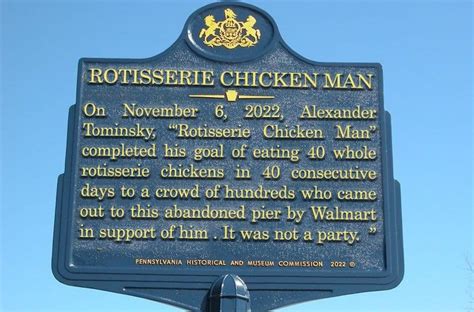 ROTISSERIE CHICKEN MAN
On November 6, 2022, Alexander
Tominsky, “Rotisserie Chicken Man”
completed his goal of eating 40 whole
rotisserie chickens in 40 consecutive
days to a crowd of hundreds who came
out to this abandoned pier by Walmart
in support of him . It was not a party. ”
PENNSYLVANIA HISTORICAL AND MUSEUM COMMISSION 2022 ©